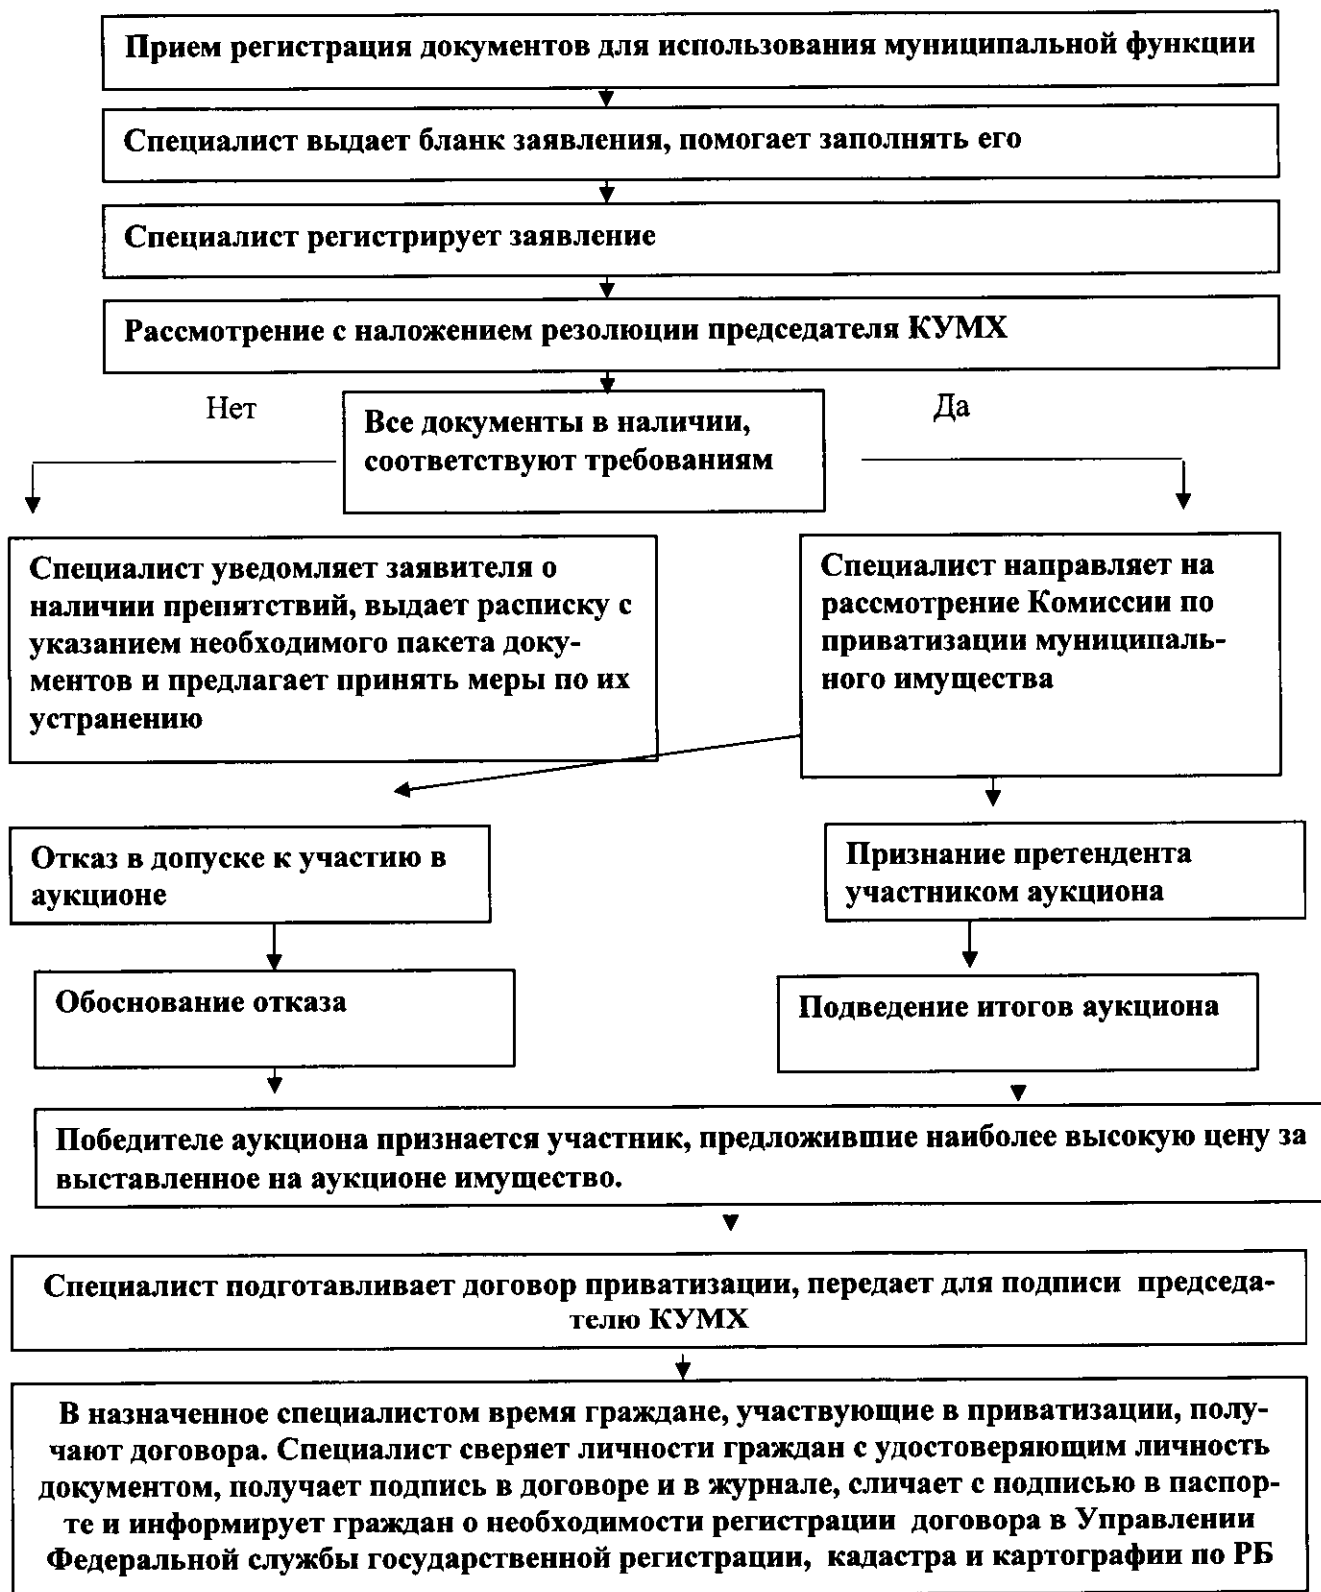 Прием регистрация документов для использования муниципальной функции
Специалист выдает бланк заявления, помогает заполнять его
Специалист регистрирует заявление
Рассмотрение с наложением резолюции председателя КУМХ
Нет
Да
Все документы в наличии,
соответствуют требованиям
Специалист уведомляет заявителя о
наличии препятствий, выдает расписку с
указанием необходимого пакета доку-
ментов и предлагает принять меры по их
устранению
Специалист направляет на
рассмотрение Комиссии по
приватизации муниципаль-
ного имущества
Отказ в допуске к участию в
аукционе
Признание претендента
участником аукциона
Обоснование отказа
Подведение итогов аукциона
Победителе аукциона признается участник, предложившие наиболее высокую цену за
выставленное на аукционе имущество.
Специалист подготавливает договор приватизации, передает для подписи председа-
телю КУМХ
В назначенное специалистом время граждане, участвующие в приватизации, полу-
чают договора. Специалист сверяет личности граждан с удостоверяющим личность
документом, получает подпись в договоре и в журнале, сличает с подписью в паспор-
те и информирует граждан о необходимости регистрации договора в Управлении
Федеральной службы государственной регистрации, кадастра и картографии по РБ